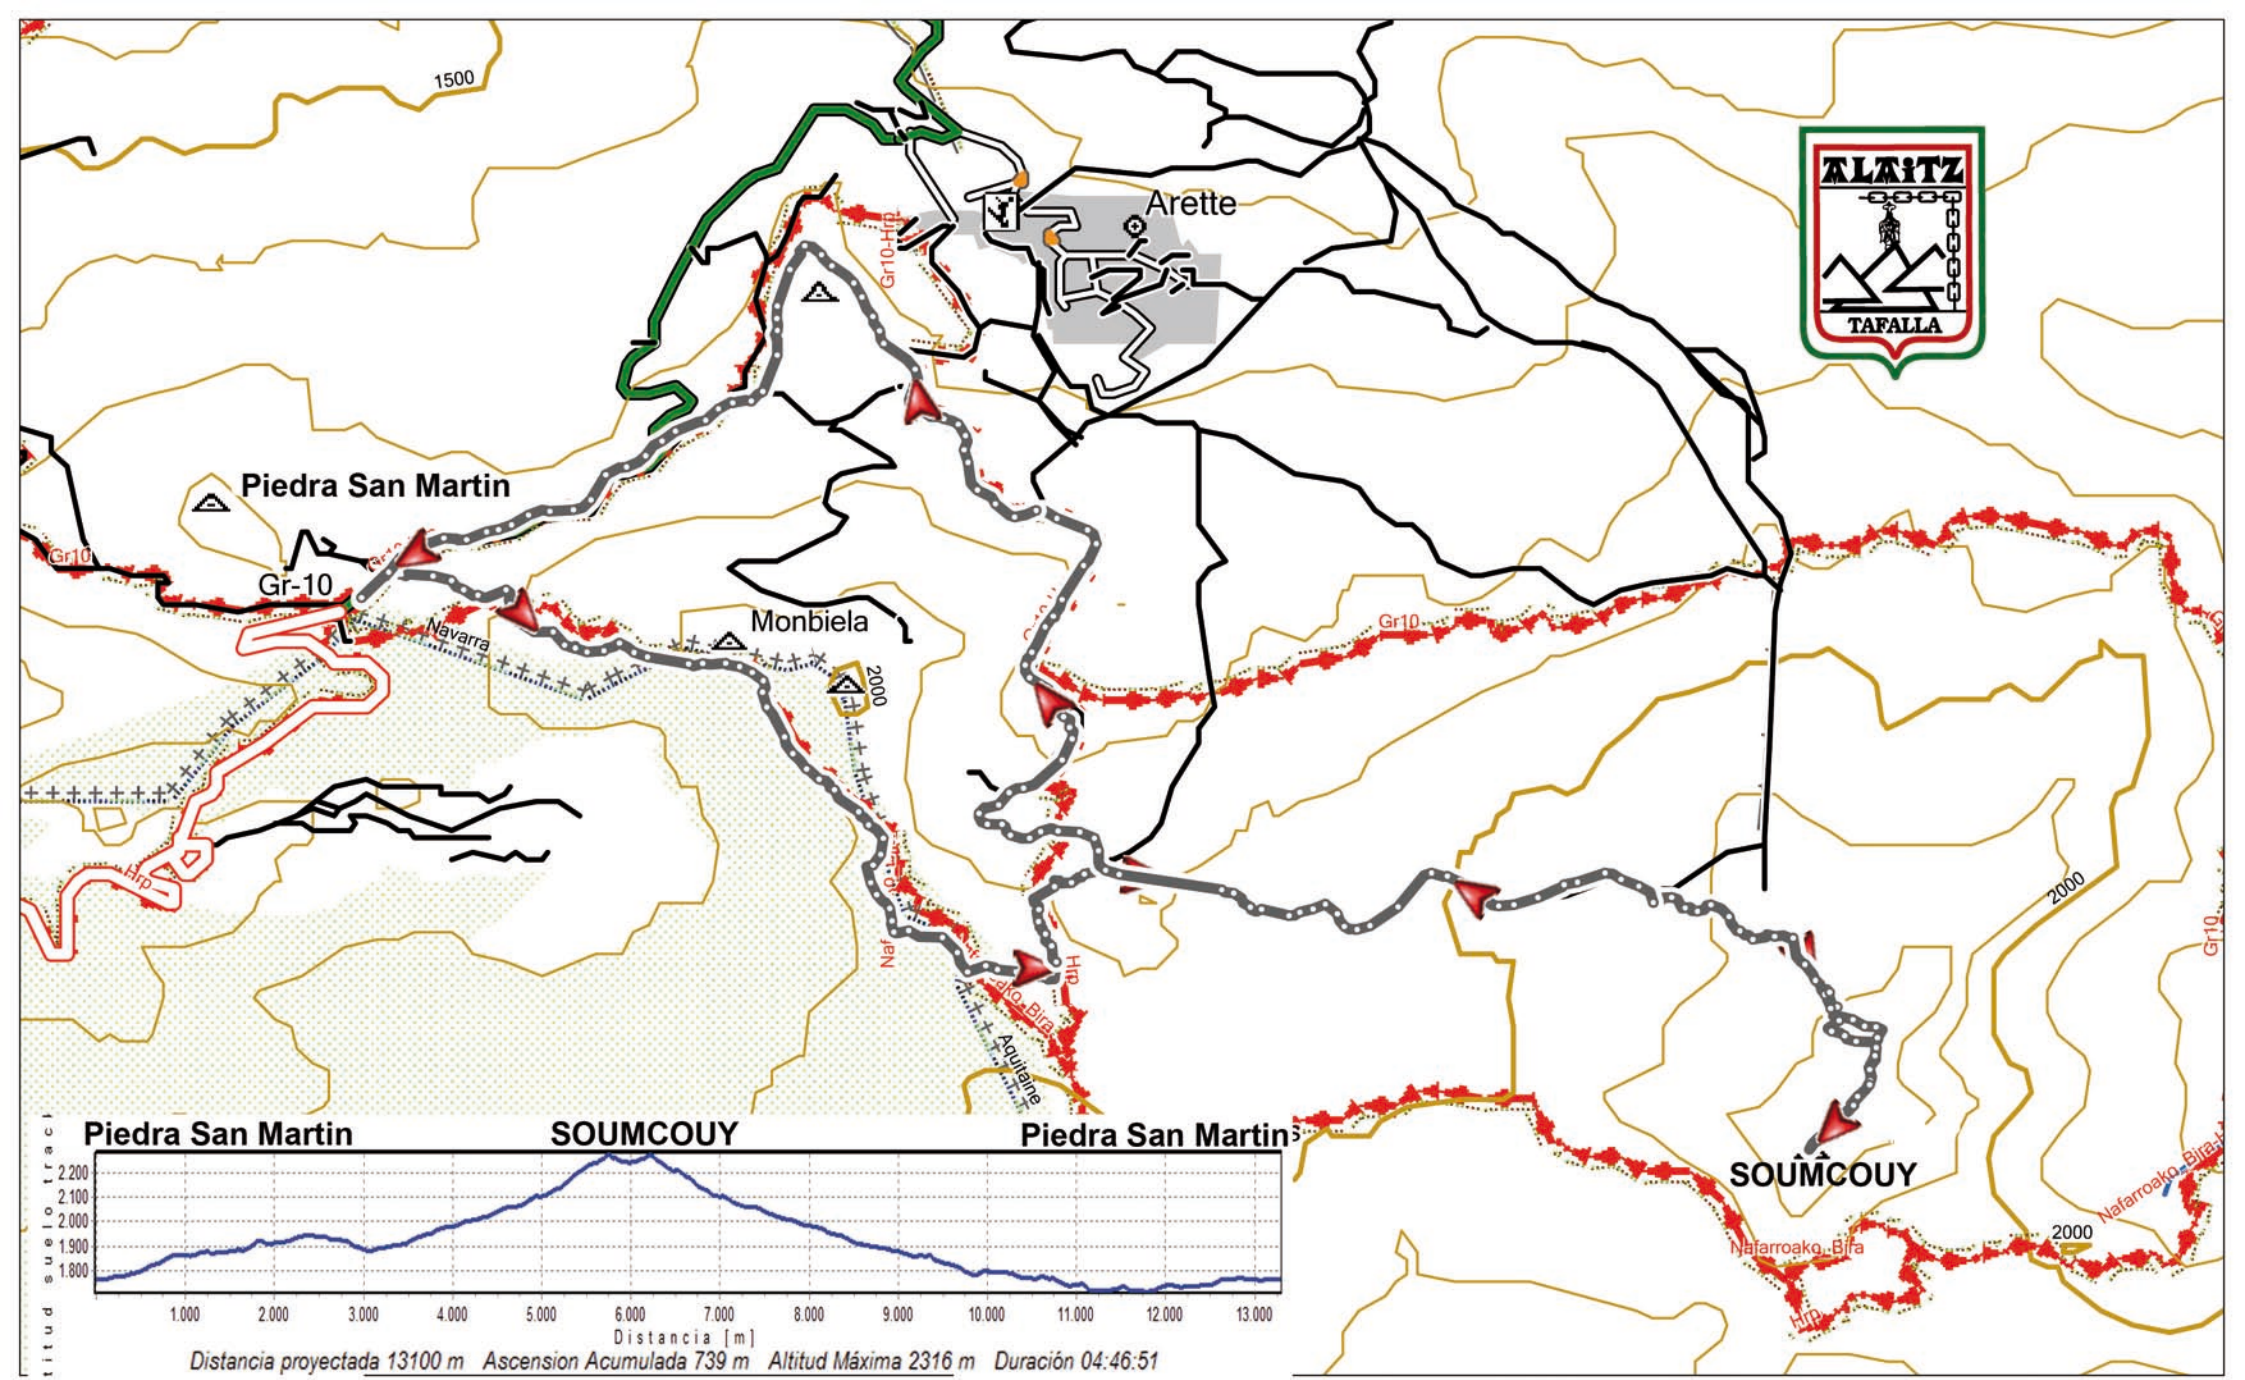 1500
ALAiTZ
TAFALLA
Arette
Gr10-Hrp
Piedra San Martin
Gr10
Gr-10
Navarra
Monbiela
2000
Gr10
Hrp
Naf
Hrp
ako Bira
Aquitaine
2000
Gr10
SOUMCOUY
Nafarroako Bira
Nafarroako Bira-H
2000
Hrp
Piedra San Martin
SOUMCOUY
Piedra San Martin
2.200
2.100
2.000
1.900
1.800
1.000
2.000
3.000
4.000
5.000
6.000
7.000
8.000
9.000
10.000
11.000
12.000
13.000
Distancia [m]
Distancia proyectada 13100 m Ascension Acumulada 739 m Altitud Máxima 2316 m Duración 04:46:51